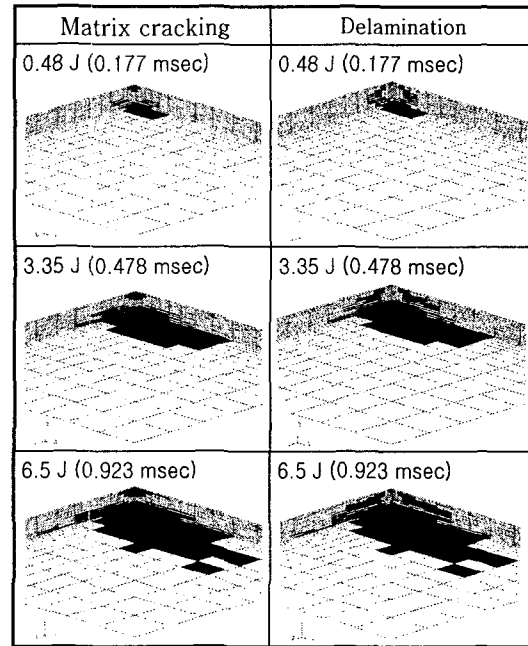 Matrix cracking Delamination
0.48 J (0.177 msec) 0.48 J (0.177 msec)
3.35 J (0.478 msec) 3.35 J (0.478 msec)
6.5 J (0.923 msec) 6.5 J (0.923 msec)